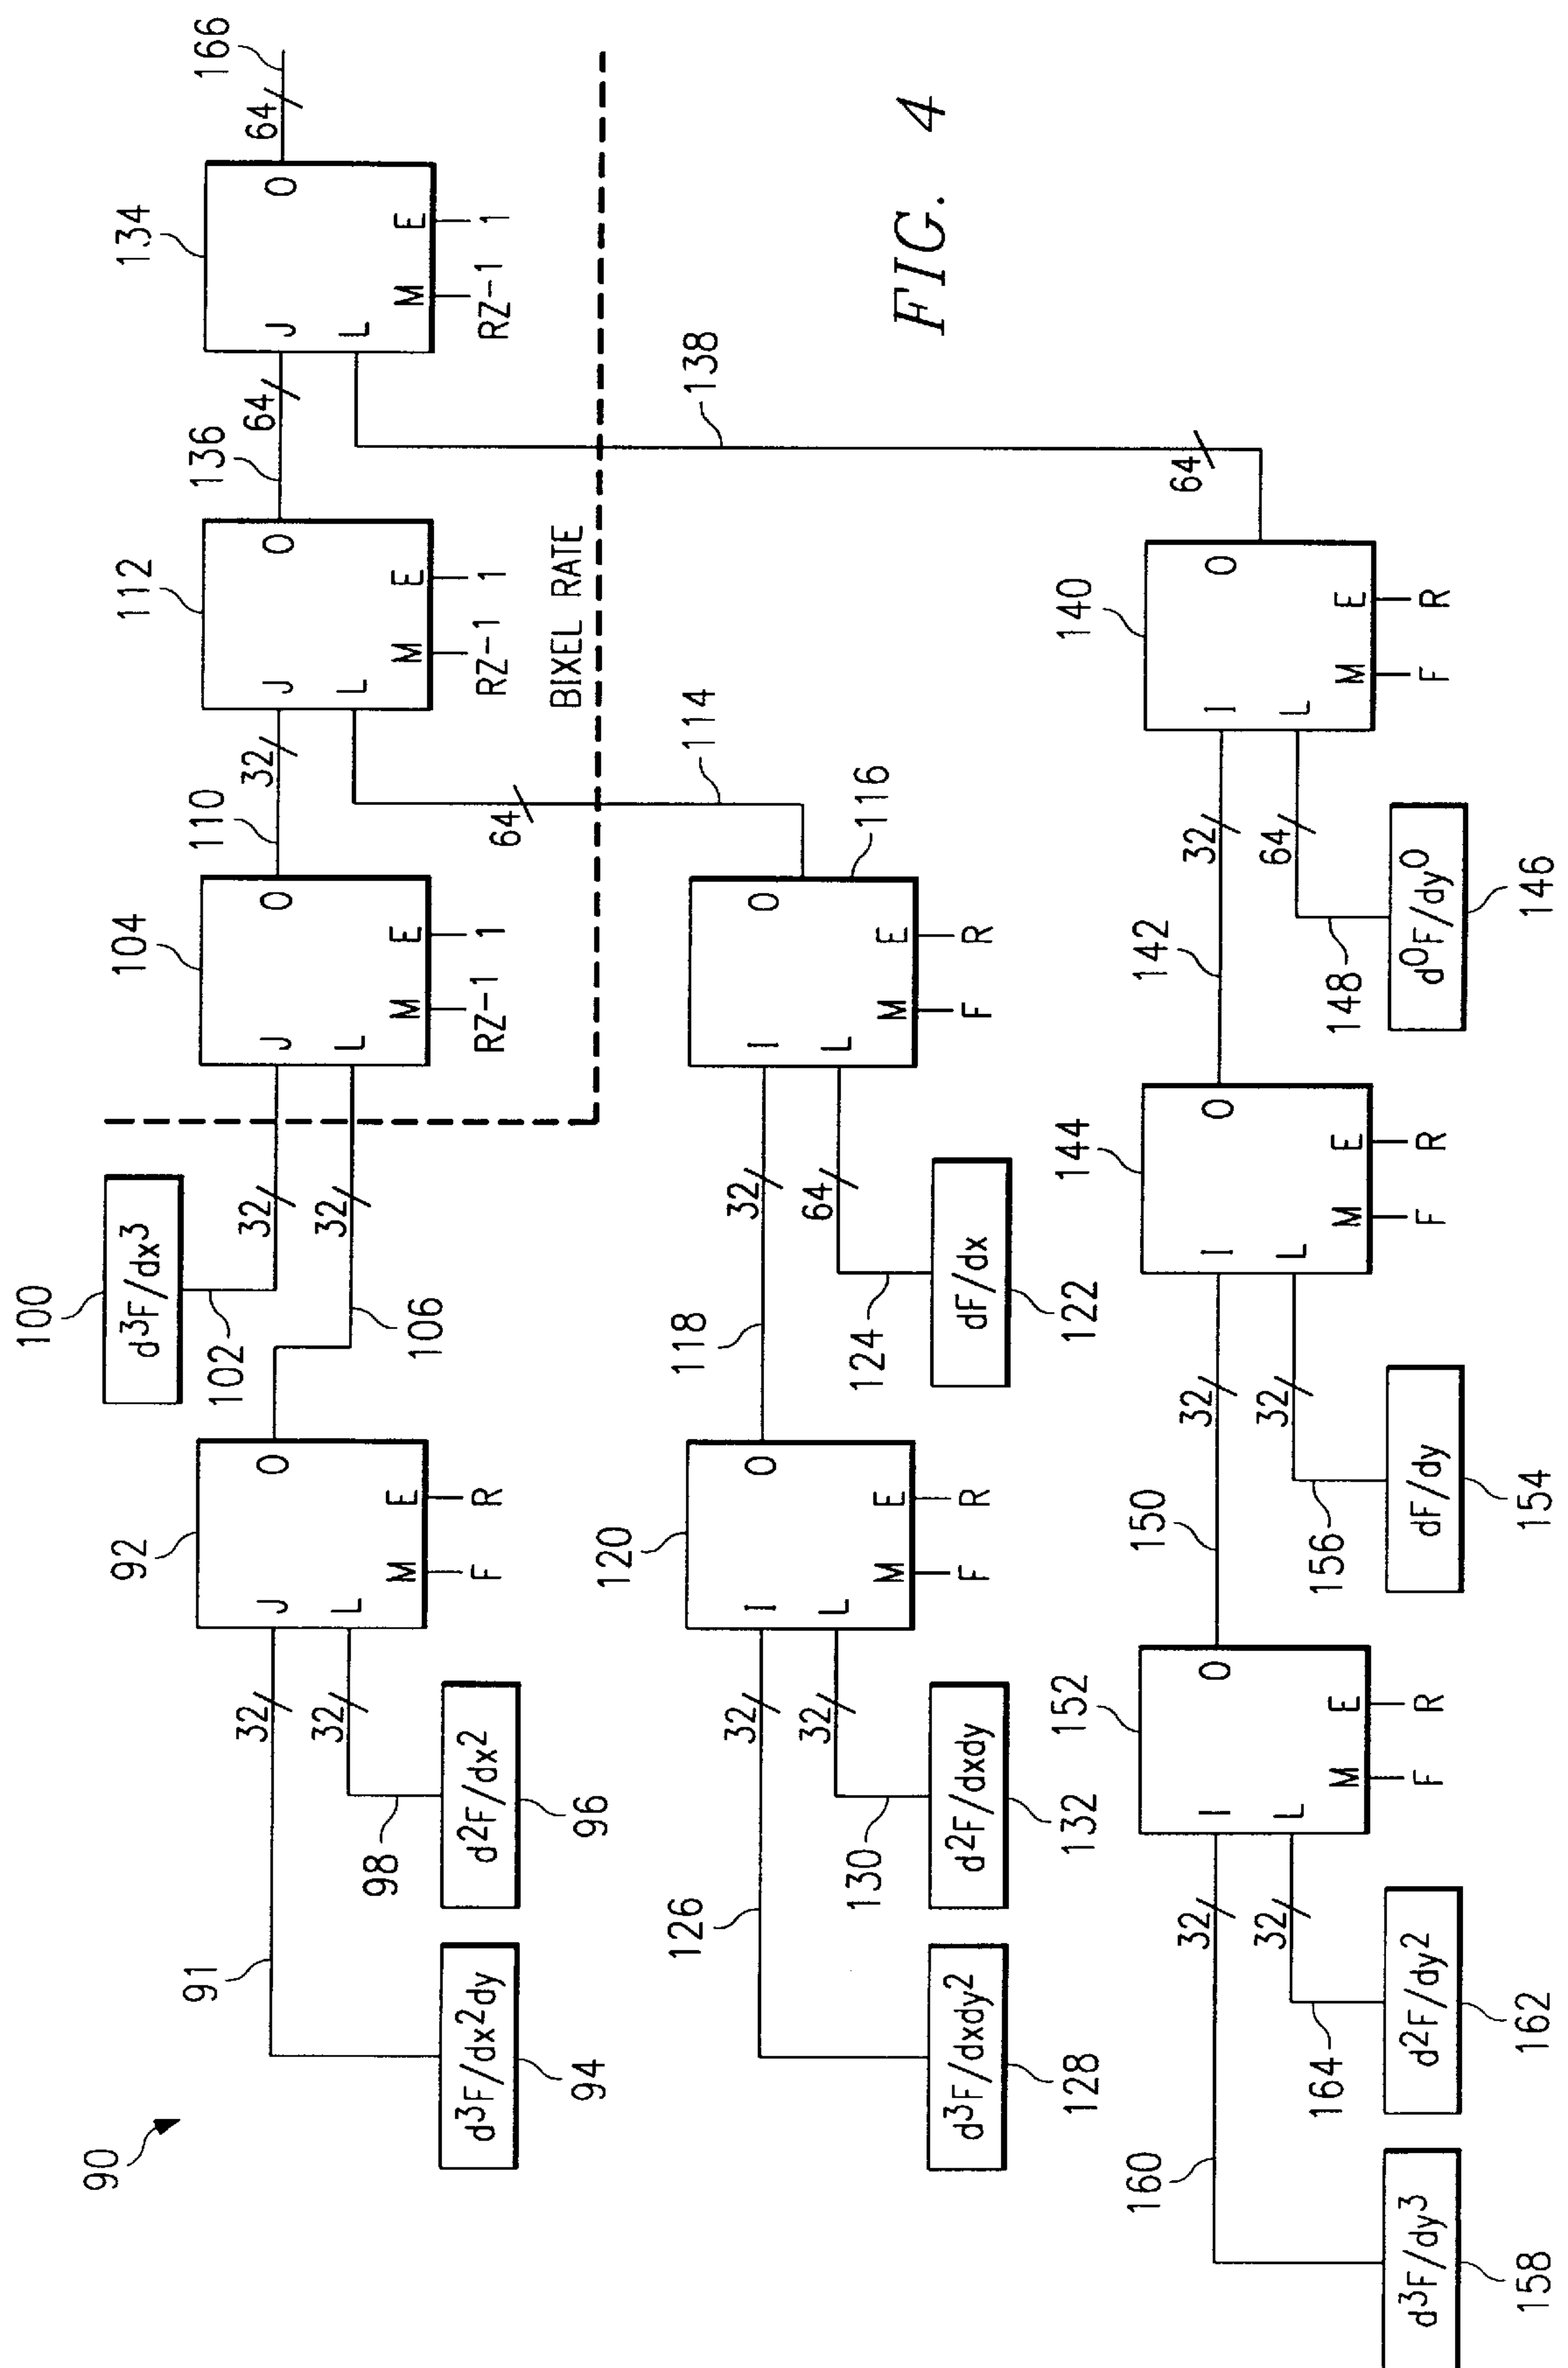 90
100
d³F/dx³
102
91
92
104
112
134
166
32
32
J
L
O
M
E
F
R
98
d²F/dx²
96
d³F/dx²dy
94
106
32
32
J
L
O
M
E
RZ-1
1
110
32
J
L
O
M
E
RZ-1
1
136
64
J
L
O
M
E
RZ-1
1
64
BIXEL RATE
64
114
138
126
120
118
116
32
32
I
L
O
M
E
F
R
130
d²F/dxdy
132
d³F/dxdy²
128
32
64
I
L
O
M
E
F
R
124
dF/dx
122
FIG. 4
160
152
150
144
142
140
64
32
32
I
L
O
M
E
F
R
164
d²F/dy²
162
d³F/dy³
158
32
32
I
L
O
M
E
F
R
156
dF/dy
154
32
64
I
L
O
M
E
F
R
148
d⁰F/dy⁰
146